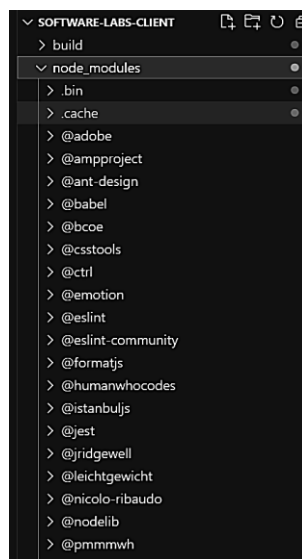 SOFTWARE-LABS-CLIENT
build
node_modules
.bin
.cache
@adobe
@ampproject
@ant-design
@babel
@bcoe
@csstools
@ctrl
@emotion
@eslint
@eslint-community
@formatjs
@humanwhocodes
@istanbuljs
@jest
@jridgewell
@leichtgewicht
@nicolo-ribaudo
@nodelib
@pmmmwh